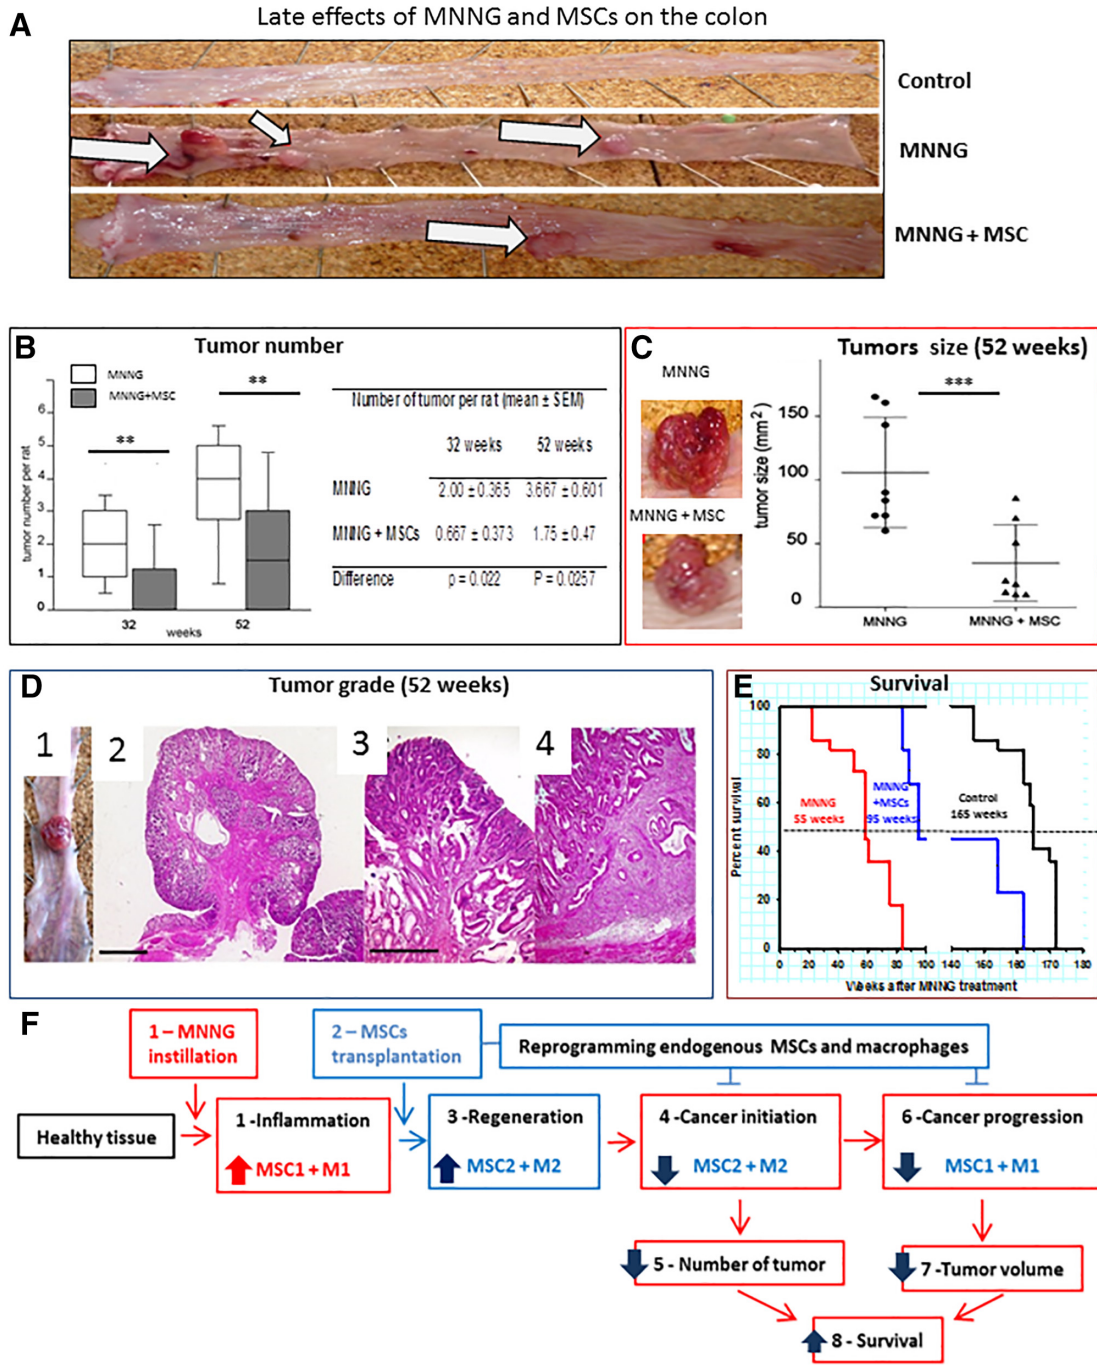 A
Late effects of MNNG and MSCs on the colon
Control
MNNG
MNNG + MSC
B
Tumor number
MNNG
MNNG+MSC
**
**
tumor number per rat
6
5
4
3
2
1
0
32
52
weeks
Number of tumor per rat (mean ± SEM)
32 weeks 52 weeks
MNNG 2.00 ± 0.365 3.667 ± 0.601
MNNG + MSCs 0.667 ± 0.373 1.75 ± 0.47
Difference p = 0.022 P = 0.0257
C
Tumors size (52 weeks)
MNNG
MNNG + MSC
***
tumor size (mm²)
150
100
50
0
MNNG
MNNG + MSC
D
Tumor grade (52 weeks)
1
2
3
4
E
Survival
Percent survival
100
80
60
40
20
0
MNNG
55 weeks
MNNG
+MSCs
95 weeks
Control
165 weeks
0 20 40 60 80 100 140 160 180 170 130
Weeks after MNNG treatment
F
1 – MNNG
instillation
2 – MSCs
transplantation
Reprogramming endogenous MSCs and macrophages
Healthy tissue
1 -Inflammation
MSC1 + M1
3 -Regeneration
MSC2 + M2
4 -Cancer initiation
MSC2 + M2
6 -Cancer progression
MSC1 + M1
5 - Number of tumor
7 -Tumor volume
8 - Survival